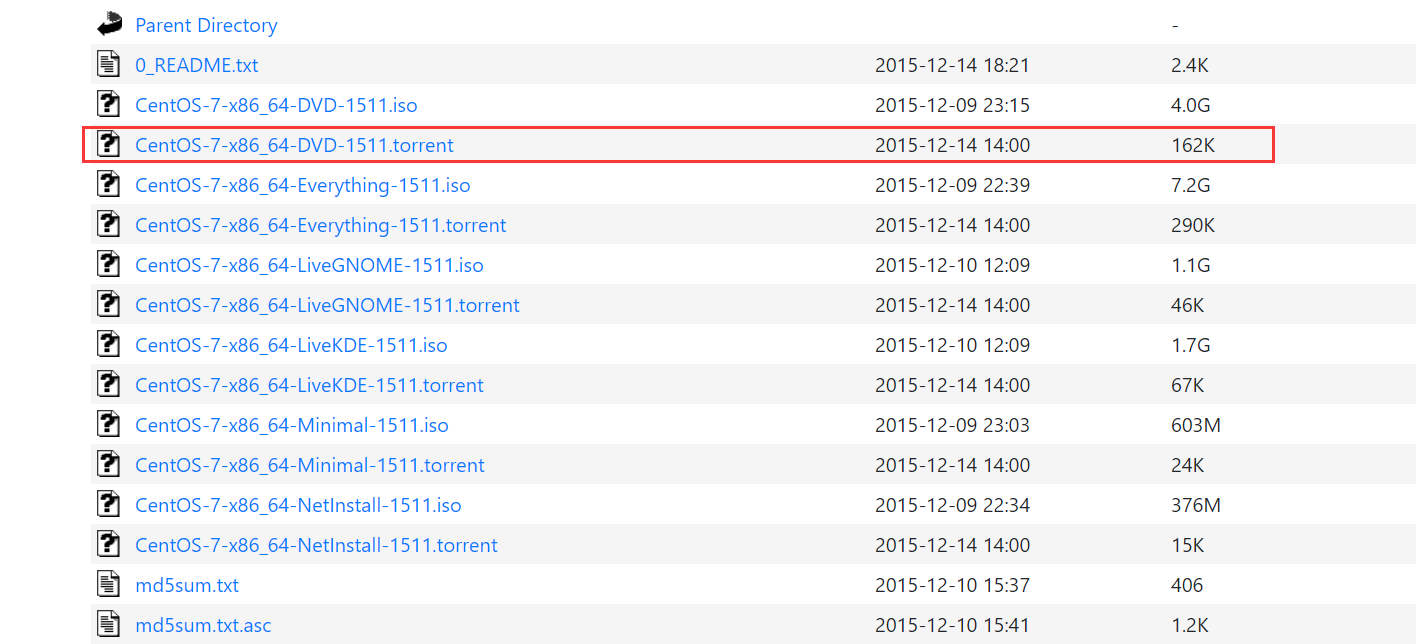 Parent Directory -
0_README.txt 2015-12-14 18:21 2.4K
CentOS-7-x86_64-DVD-1511.iso 2015-12-09 23:15 4.0G
CentOS-7-x86_64-DVD-1511.torrent 2015-12-14 14:00 162K
CentOS-7-x86_64-Everything-1511.iso 2015-12-09 22:39 7.2G
CentOS-7-x86_64-Everything-1511.torrent 2015-12-14 14:00 290K
CentOS-7-x86_64-LiveGNOME-1511.iso 2015-12-10 12:09 1.1G
CentOS-7-x86_64-LiveGNOME-1511.torrent 2015-12-14 14:00 46K
CentOS-7-x86_64-LiveKDE-1511.iso 2015-12-10 12:09 1.7G
CentOS-7-x86_64-LiveKDE-1511.torrent 2015-12-14 14:00 67K
CentOS-7-x86_64-Minimal-1511.iso 2015-12-09 23:03 603M
CentOS-7-x86_64-Minimal-1511.torrent 2015-12-14 14:00 24K
CentOS-7-x86_64-NetInstall-1511.iso 2015-12-09 22:34 376M
CentOS-7-x86_64-NetInstall-1511.torrent 2015-12-14 14:00 15K
md5sum.txt 2015-12-10 15:37 406
md5sum.txt.asc 2015-12-10 15:41 1.2K